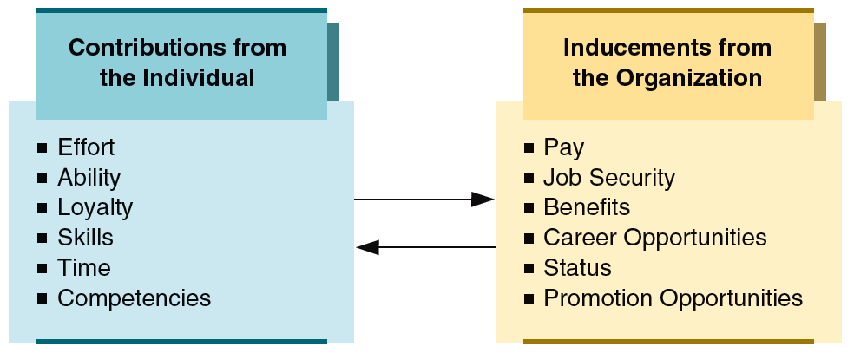 Contributions from
the Individual
■ Effort
■ Ability
■ Loyalty
■ Skills
■ Time
■ Competencies
Inducements from
the Organization
■ Pay
■ Job Security
■ Benefits
■ Career Opportunities
■ Status
■ Promotion Opportunities